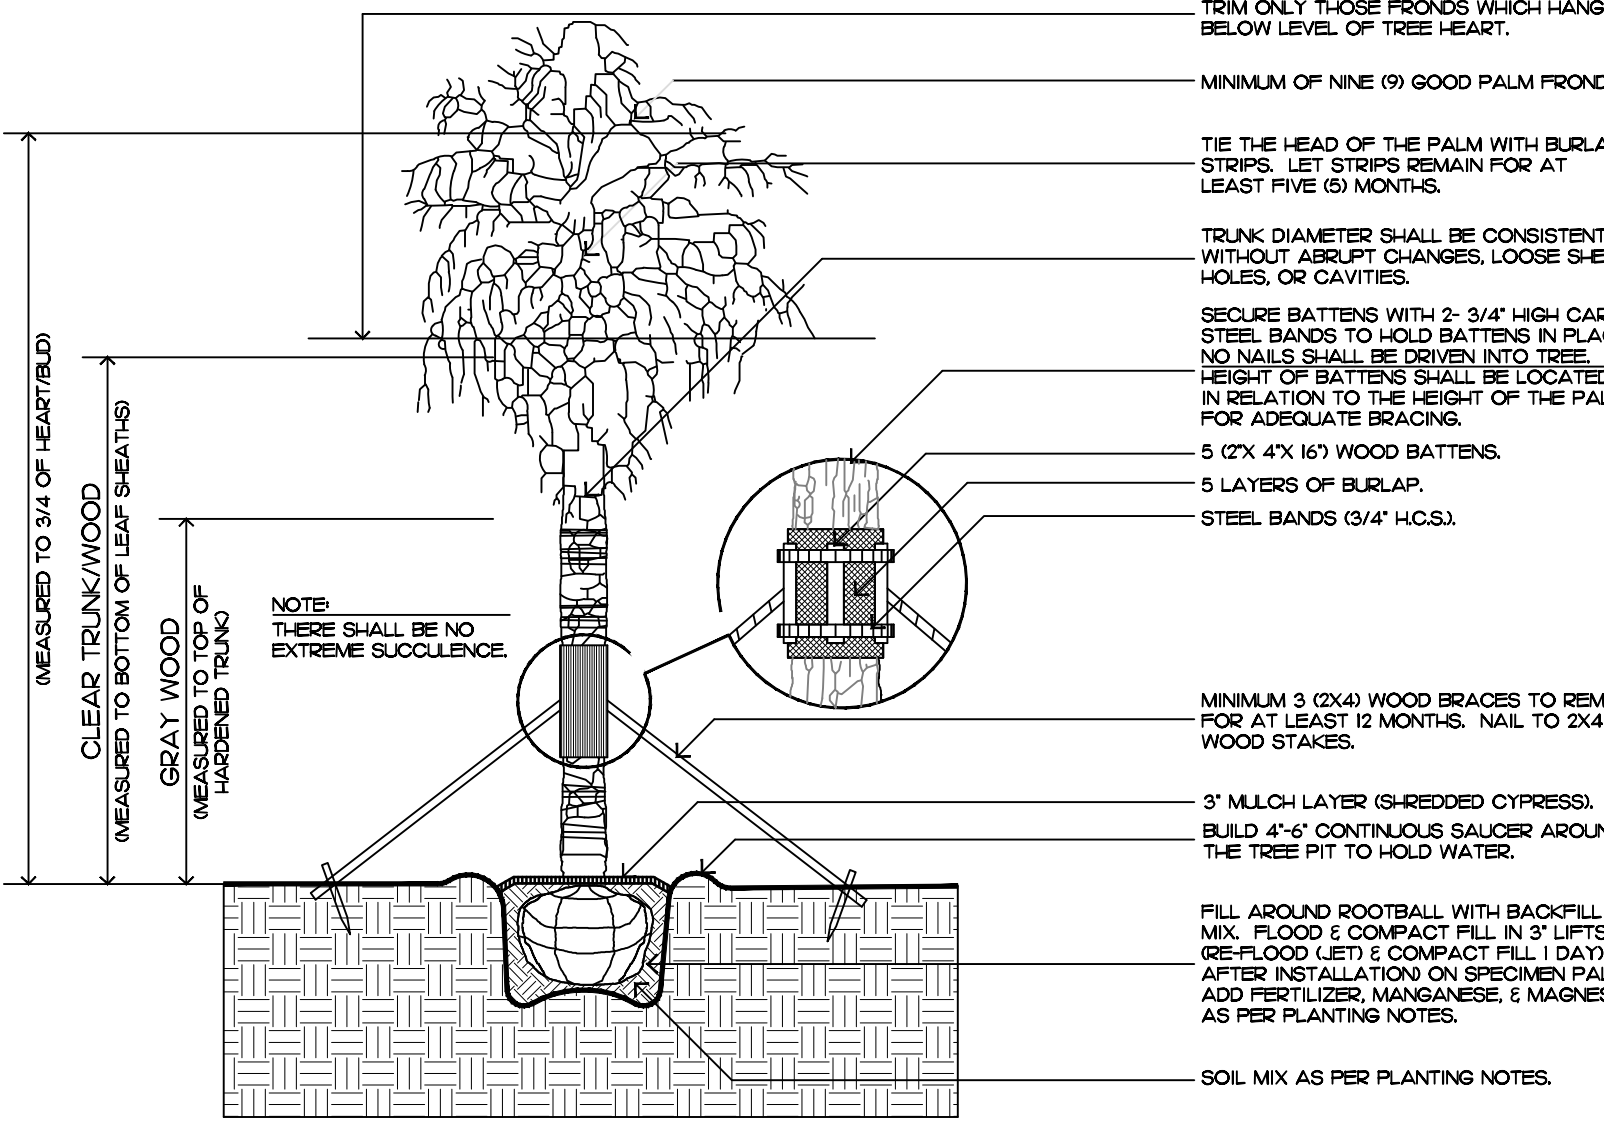 TRIM ONLY THOSE FRONDS WHICH HANG
BELOW LEVEL OF TREE HEART.
MINIMUM OF NINE (9) GOOD PALM FROND
TIE THE HEAD OF THE PALM WITH BURLA
STRIPS. LET STRIPS REMAIN FOR AT
LEAST FIVE (5) MONTHS.
TRUNK DIAMETER SHALL BE CONSISTENT
WITHOUT ABRUPT CHANGES, LOOSE SHE
HOLES, OR CAVITIES.
SECURE BATTENS WITH 2- 3/4" HIGH CAR
STEEL BANDS TO HOLD BATTENS IN PLAC
NO NAILS SHALL BE DRIVEN INTO TREE.
HEIGHT OF BATTENS SHALL BE LOCATED
IN RELATION TO THE HEIGHT OF THE PAL
FOR ADEQUATE BRACING.
5 (2"X 4"X 16") WOOD BATTENS.
5 LAYERS OF BURLAP.
STEEL BANDS (3/4" H.C.S.).
MINIMUM 3 (2X4) WOOD BRACES TO REM
FOR AT LEAST 12 MONTHS. NAIL TO 2X4
WOOD STAKES.
3" MULCH LAYER (SHREDDED CYPRESS).
BUILD 4"-6" CONTINUOUS SAUCER AROUN
THE TREE PIT TO HOLD WATER.
FILL AROUND ROOTBALL WITH BACKFILL
MIX. FLOOD & COMPACT FILL IN 3" LIFTS
(RE-FLOOD (JET) & COMPACT FILL 1 DAY)
AFTER INSTALLATION) ON SPECIMEN PAL
ADD FERTILIZER, MANGANESE, & MAGNES
AS PER PLANTING NOTES.
SOIL MIX AS PER PLANTING NOTES.
(MEASURED TO 3/4 OF HEART/BUD)
CLEAR TRUNK/WOOD
(MEASURED TO BOTTOM OF LEAF SHEATHS)
GRAY WOOD
(MEASURED TO TOP OF
HARDENED TRUNK)
NOTE:
THERE SHALL BE NO
EXTREME SUCCULENCE.